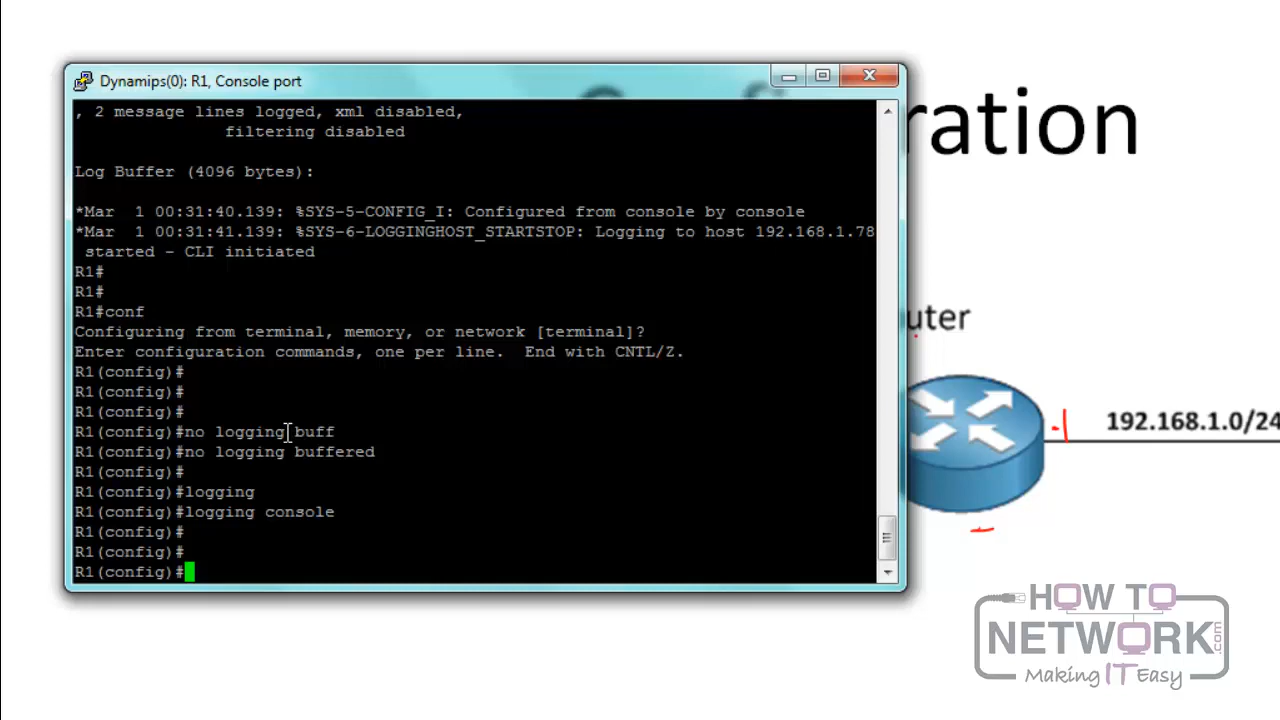 Dynamips(0): R1, Console port
, 2 message lines logged, xml disabled,
filtering disabled
Log Buffer (4096 bytes):
*Mar  1 00:31:40.139: %SYS-5-CONFIG_I: Configured from console by console
*Mar  1 00:31:41.139: %SYS-6-LOGGINGHOST_STARTSTOP: Logging to host 192.168.1.78
started - CLI initiated
R1#
R1#
R1#conf
Configuring from terminal, memory, or network [terminal]?
Enter configuration commands, one per line.  End with CNTL/Z.
R1(config)#
R1(config)#
R1(config)#
R1(config)#no logging buff
R1(config)#no logging buffered
R1(config)#
R1(config)#logging
R1(config)#logging console
R1(config)#
R1(config)#
R1(config)#
ration
uter
192.168.1.0/24
HOW TO
NETWORK.com
Making IT Easy